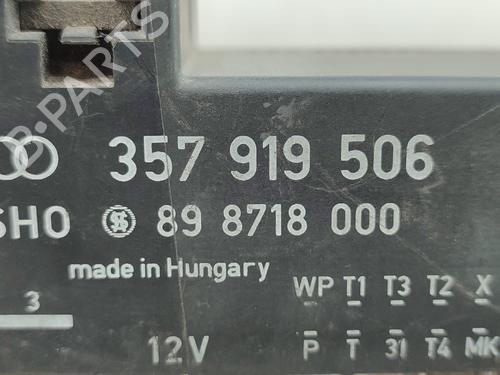 357 919 506
SHO 89 8718 000
made in Hungary
3
WP T1 T3 T2 X
12V
P T 31 T4 MK
B-PARTS